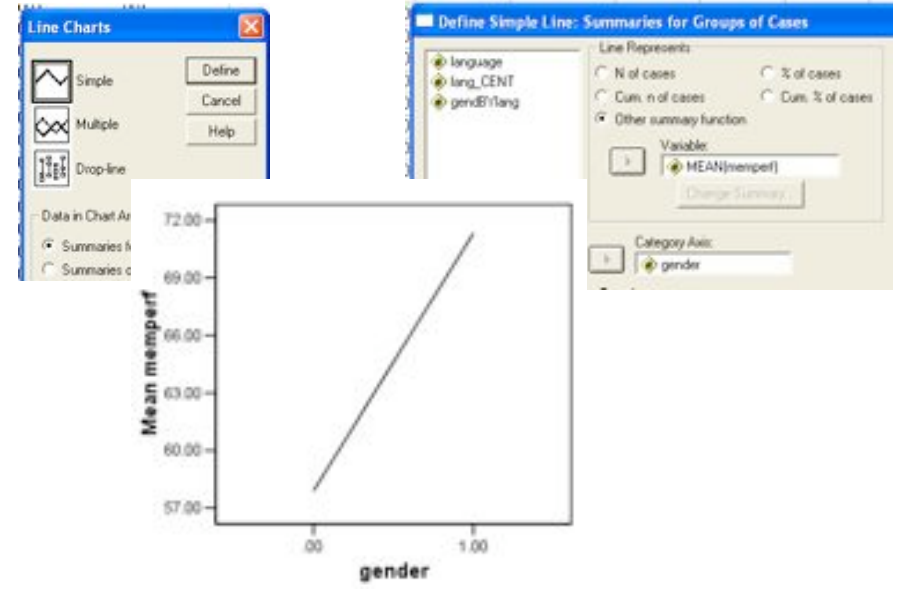 Line Charts
Simple
Define
Cancel
Multiple
Help
Drop-line
Data in Chart Ar
Summaries f
Summaries o
Define Simple Line: Summaries for Groups of Cases
language
lang_CENT
Line Represents
N of cases
% of cases
Cum. n of cases
Cum. % of cases
Other summary function
Variable:
MEAN(memperf)
Change Summary...
Category Axis:
gender
72.00
69.00
66.00
63.00
60.00
57.00
Mean memperf
.00
1.00
gender